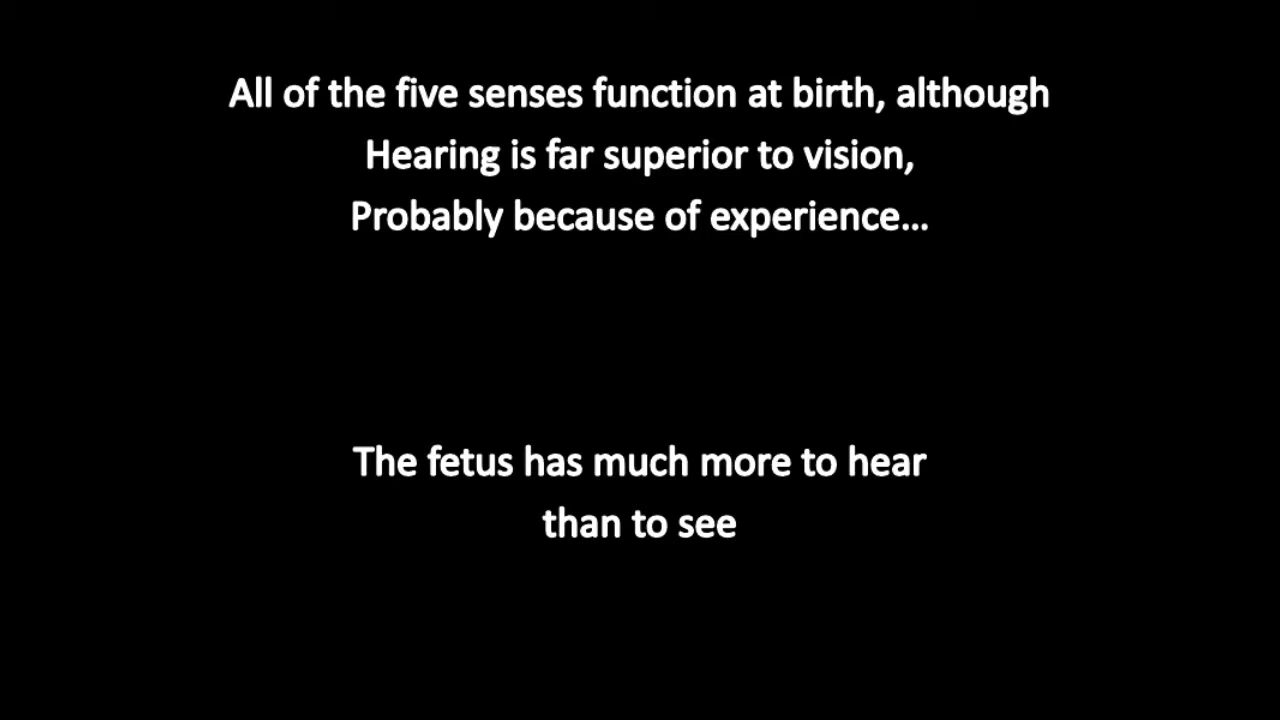 All of the five senses function at birth, although
Hearing is far superior to vision,
Probably because of experience…
The fetus has much more to hear
than to see